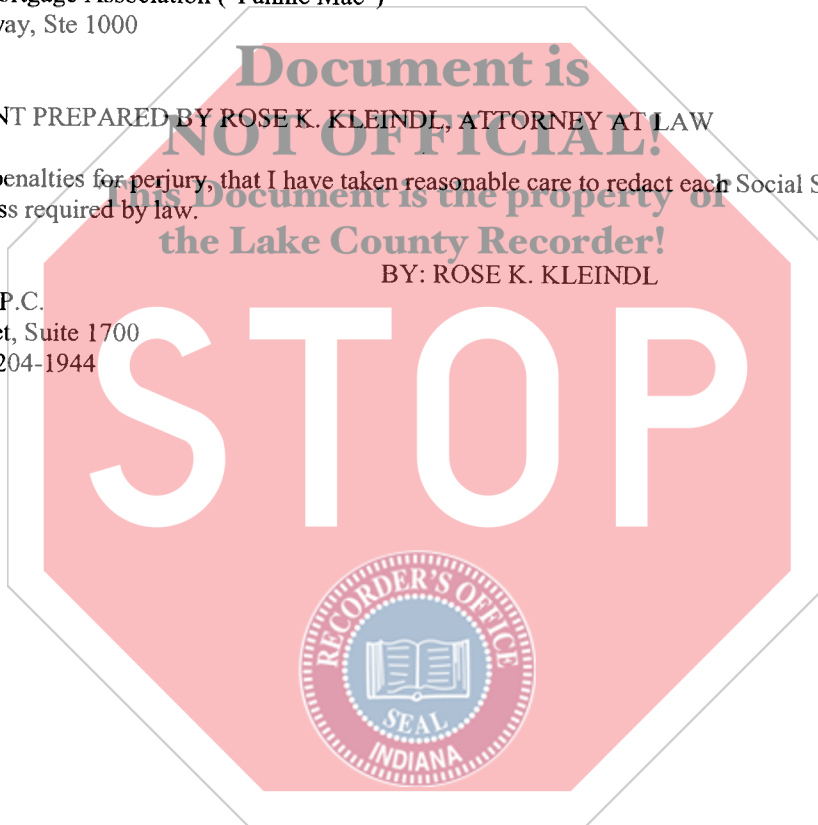 ortgage Association ("Fannie Mae")
vay, Ste 1000
Document is
NT PREPARED BY ROSE K. KLEINDL, ATTORNEY AT LAW
NOT OFFICIAL!
penalties for perjury, that I have taken reasonable care to redact each Social S
This Document is the property of
ss required by law.
the Lake County Recorder!
BY: ROSE K. KLEINDL
P.C.
et, Suite 1700
204-1944
STOP
RECORDER'S OFFICE
SEAL
INDIANA